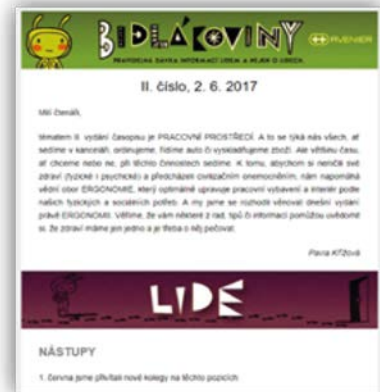 BIDLÁKOVINY
AVENIER
PRAVIDELNÁ DÁVKA INFORMACÍ LIDEM A NEJEN O LIDECH.
II. číslo, 2. 6. 2017
Milí čtenáři,
tématem II. vydání časopisu je PRACOVNÍ PROSTŘEDÍ. A to se týká nás všech, ať
sedíme v kanceláři, ordinujeme, řídíme auto či vyskladňujeme zboží. Ale většinu času,
ať chceme nebo ne, při těchto činnostech sedíme. K tomu, abychom si neničili své
zdraví (fyzické i psychické) a předcházeli civilizačním onemocněním, nám napomáhá
vědní obor ERGONOMIE, který optimálně upravuje pracovní vybavení a interiér podle
našich fyzických a sociálních potřeb. A my jsme se rozhodli věnovat dnešní vydání
právě ERGONOMII. Věříme, že vám některé z rad, tipů či informací pomůžou uvědomit
si, že zdraví máme jen jedno a je třeba o něj pečovat.
Pavla Křížová
LIDÉ
NÁSTUPY
1. června jsme přivítali nové kolegy na těchto pozicích